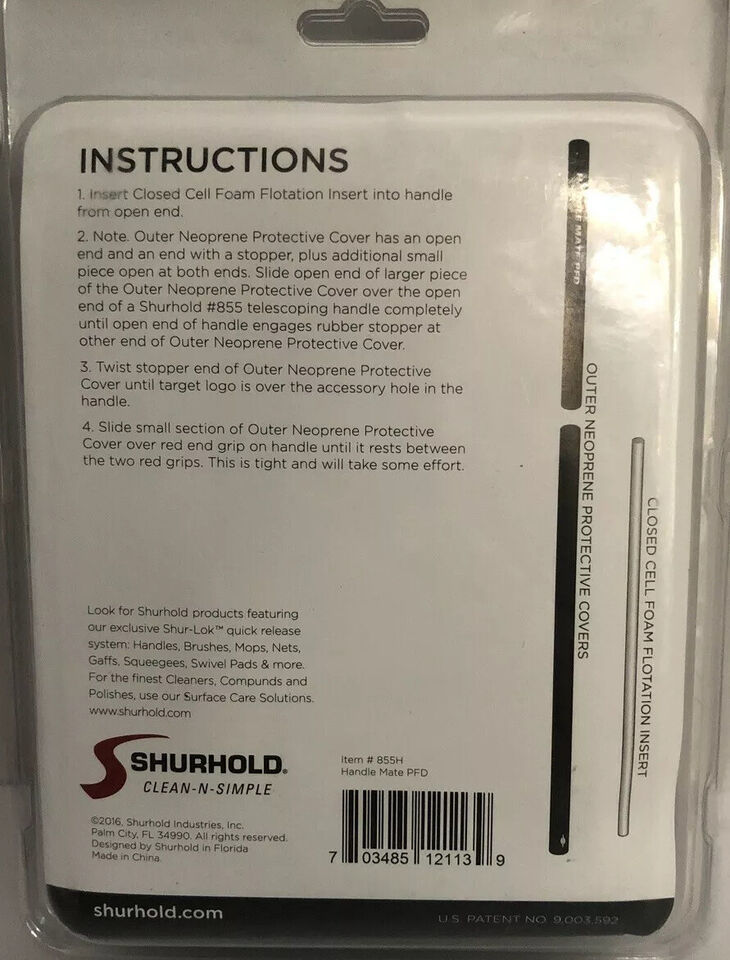 INSTRUCTIONS
1. Insert Closed Cell Foam Flotation Insert into handle
from open end.
2. Note. Outer Neoprene Protective Cover has an open
end and an end with a stopper, plus additional small
piece open at both ends. Slide open end of larger piece
of the Outer Neoprene Protective Cover over the open
end of a Shurhold #855 telescoping handle completely
until open end of handle engages rubber stopper at
other end of Outer Neoprene Protective Cover.
3. Twist stopper end of Outer Neoprene Protective
Cover until target logo is over the accessory hole in the
handle.
4. Slide small section of Outer Neoprene Protective
Cover over red end grip on handle until it rests between
the two red grips. This is tight and will take some effort.
MATE PFD
OUTER NEOPRENE PROTECTIVE COVERS
CLOSED CELL FOAM FLOTATION INSERT
Look for Shurhold products featuring
our exclusive Shur-Lok™ quick release
system: Handles, Brushes, Mops, Nets,
Gaffs, Squeegees, Swivel Pads & more.
For the finest Cleaners, Compunds and
Polishes, use our Surface Care Solutions.
www.shurhold.com
SHURHOLD®
CLEAN-N-SIMPLE
©2016, Shurhold Industries, Inc.
Palm City, FL 34990. All rights reserved.
Designed by Shurhold in Florida
Made in China.
Item # 855H
Handle Mate PFD
7 03485 12113 9
shurhold.com
U.S. PATENT NO. 9,003,592